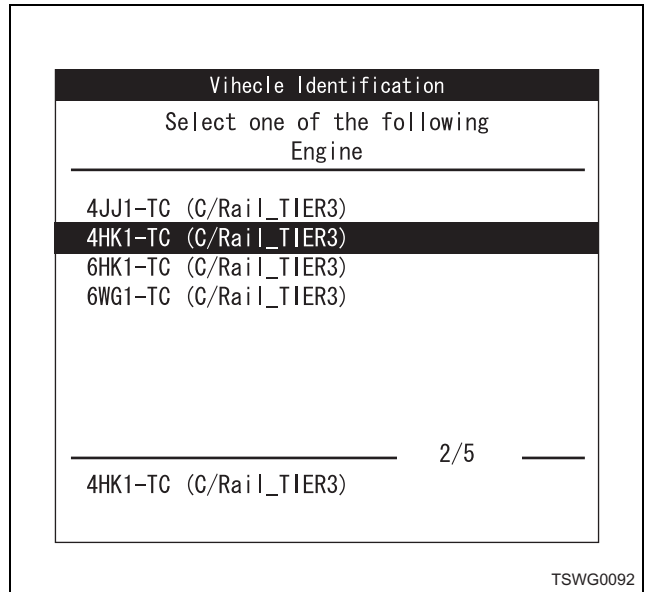 Vihecle Identification
Select one of the following
Engine
4JJ1-TC (C/Rail_TIER3)
4HK1-TC (C/Rail_TIER3)
6HK1-TC (C/Rail_TIER3)
6WG1-TC (C/Rail_TIER3)
2/5
4HK1-TC (C/Rail_TIER3)
TSWG0092